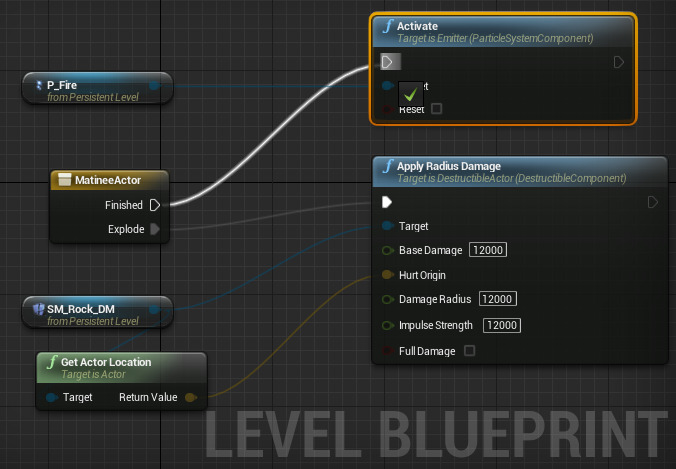 Activate
Target is Emitter (ParticleSystemComponent)
Reset
P_Fire
from Persistent Level
MatineeActor
Finished
Explode
Apply Radius Damage
Target is DestructibleActor (DestructibleComponent)
Target
Base Damage 12000
Hurt Origin
Damage Radius 12000
Impulse Strength 12000
Full Damage
SM_Rock_DM
from Persistent Level
Get Actor Location
Target is Actor
Target Return Value
LEVEL BLUEPRINT